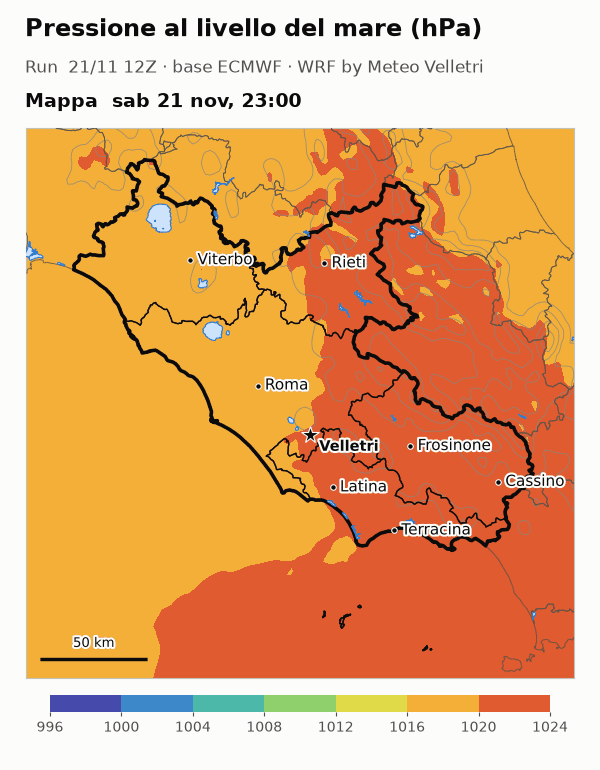 Pressione al livello del mare (hPa)
Run  21/11 12Z · base ECMWF · WRF by Meteo Velletri
Mappa  sab 21 nov, 23:00
Viterbo
Rieti
Roma
Velletri
Frosinone
Cassino
Latina
Terracina
50 km
996 1000 1004 1008 1012 1016 1020 1024